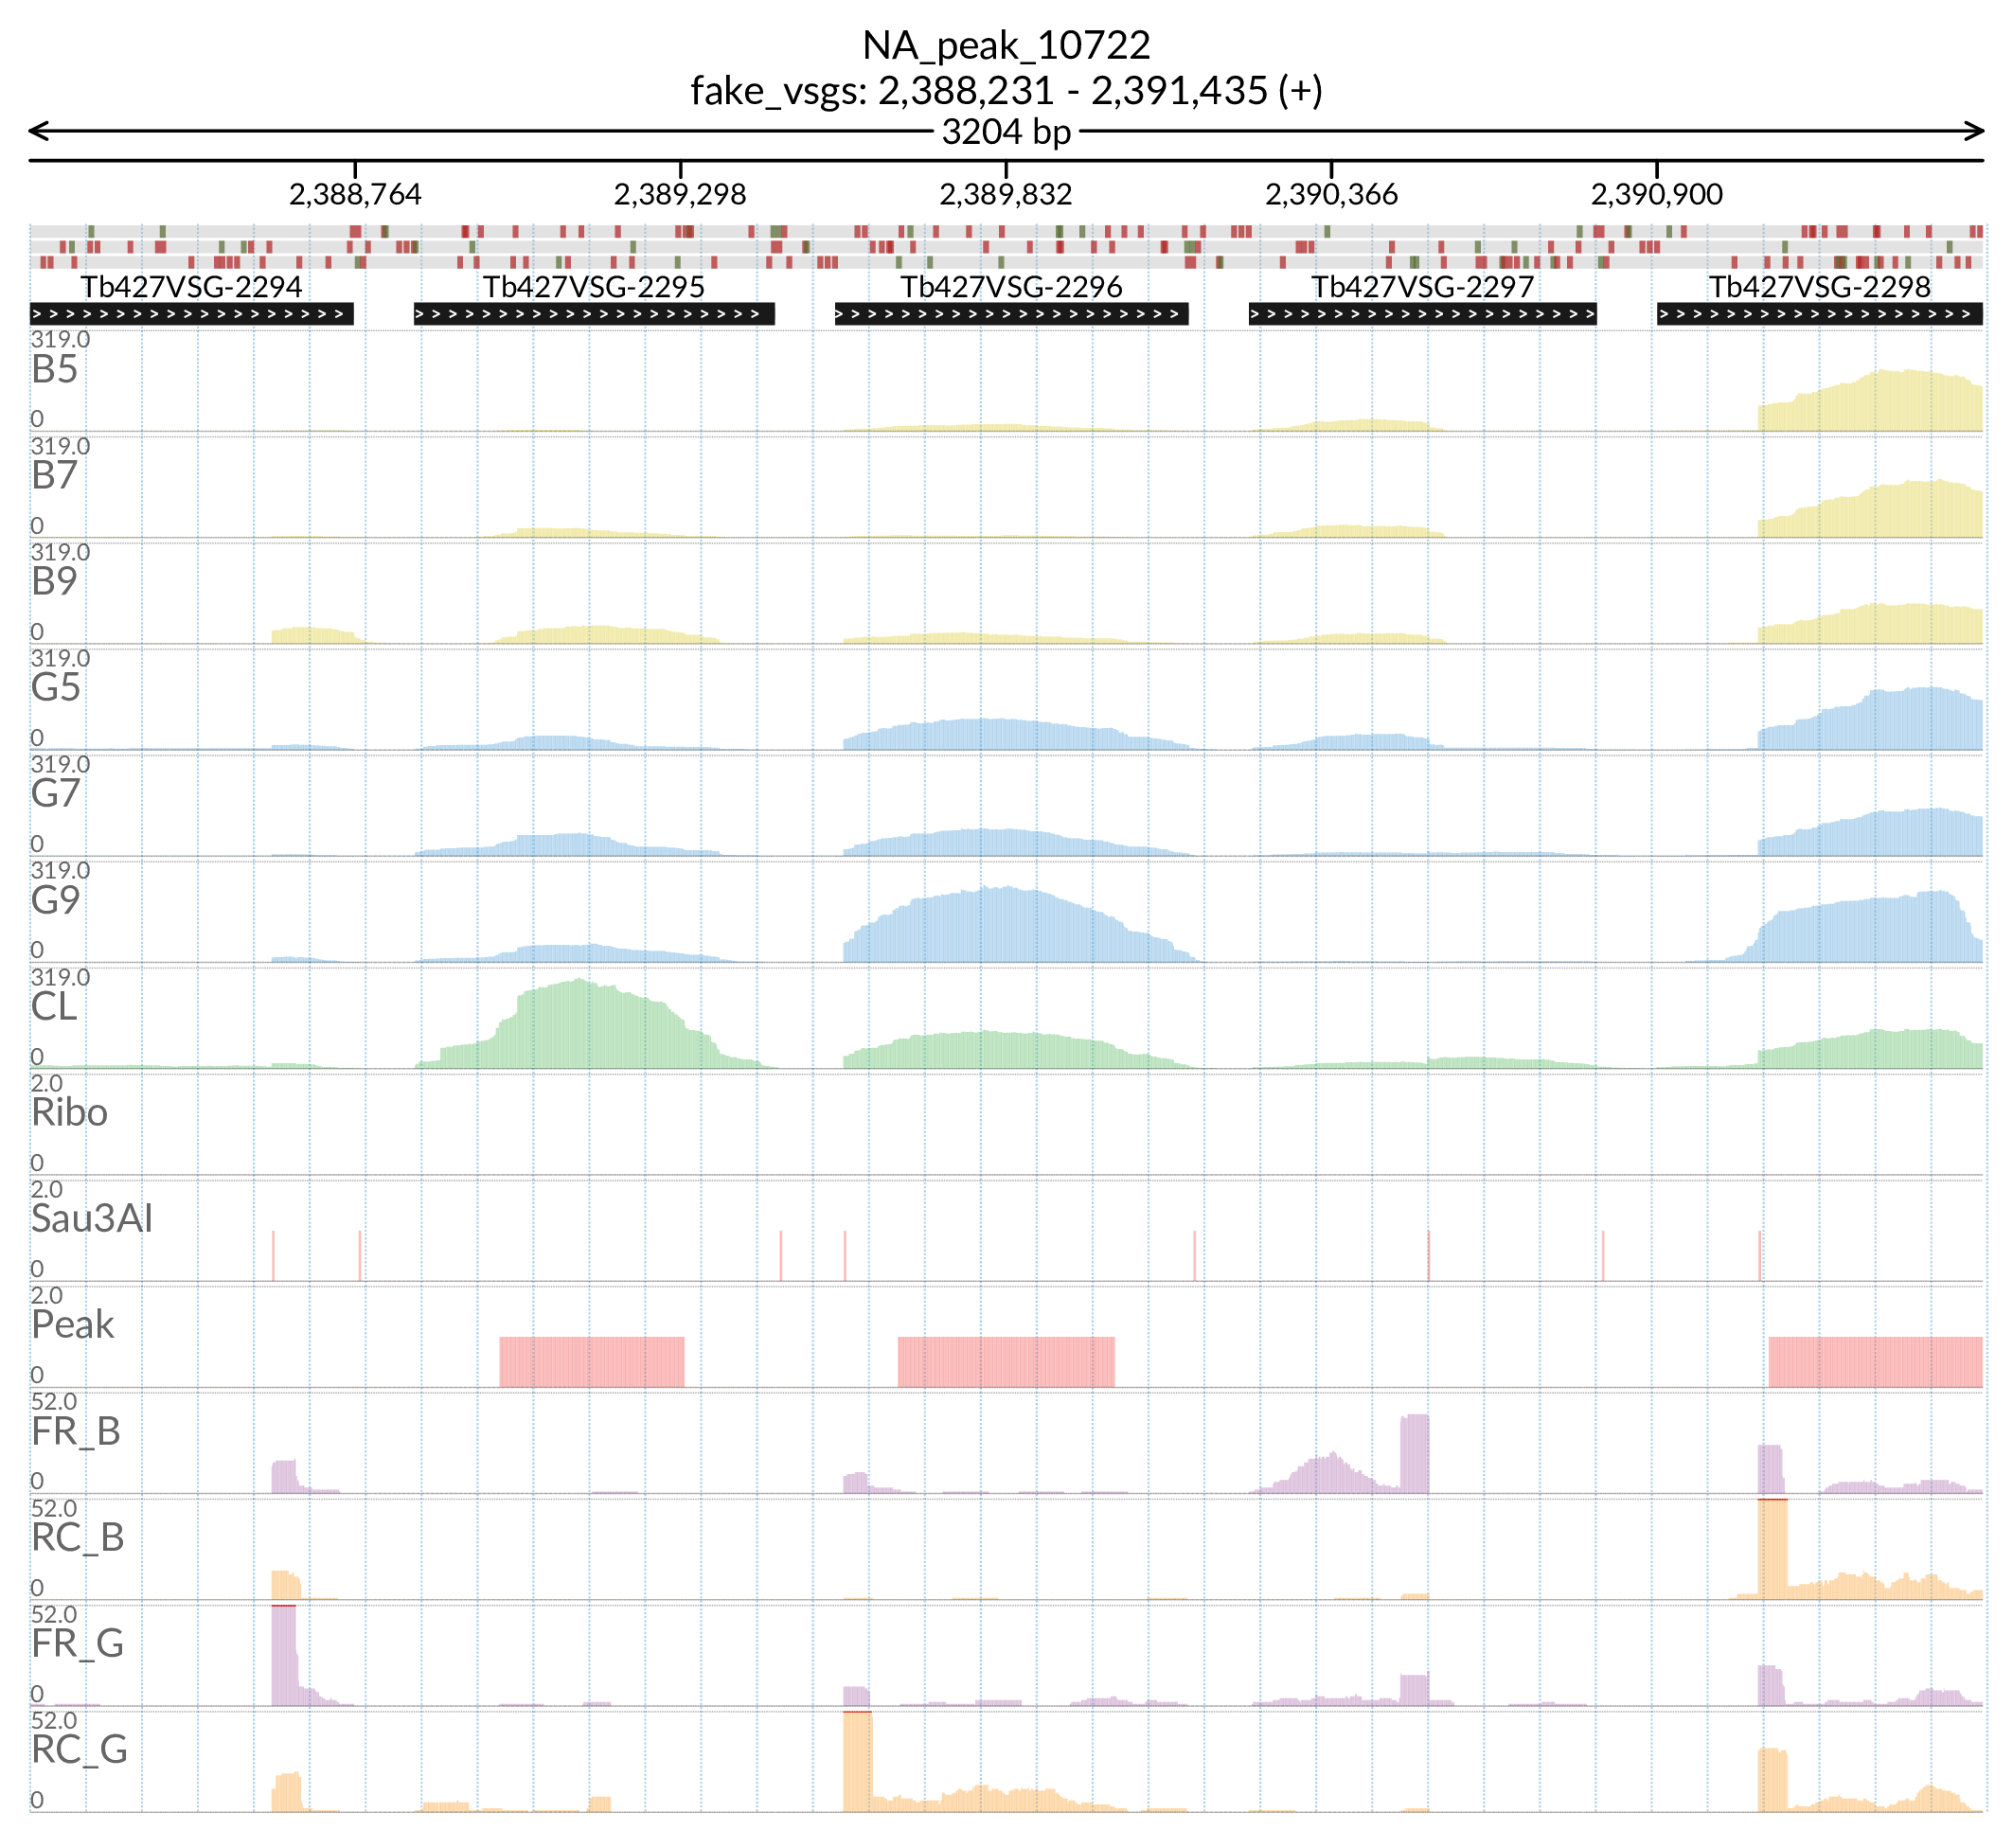 NA_peak_10722
fake_vsgs: 2,388,231 - 2,391,435 (+)
3204 bp
2,388,764 2,389,298 2,389,832 2,390,366 2,390,900
Tb427VSG-2294 Tb427VSG-2295 Tb427VSG-2296 Tb427VSG-2297 Tb427VSG-2298
319.0
B5
0
319.0
B7
0
319.0
B9
0
319.0
G5
0
319.0
G7
0
319.0
G9
0
319.0
CL
0
2.0
Ribo
0
2.0
Sau3AI
0
2.0
Peak
0
52.0
FR_B
0
52.0
RC_B
0
52.0
FR_G
0
52.0
RC_G
0